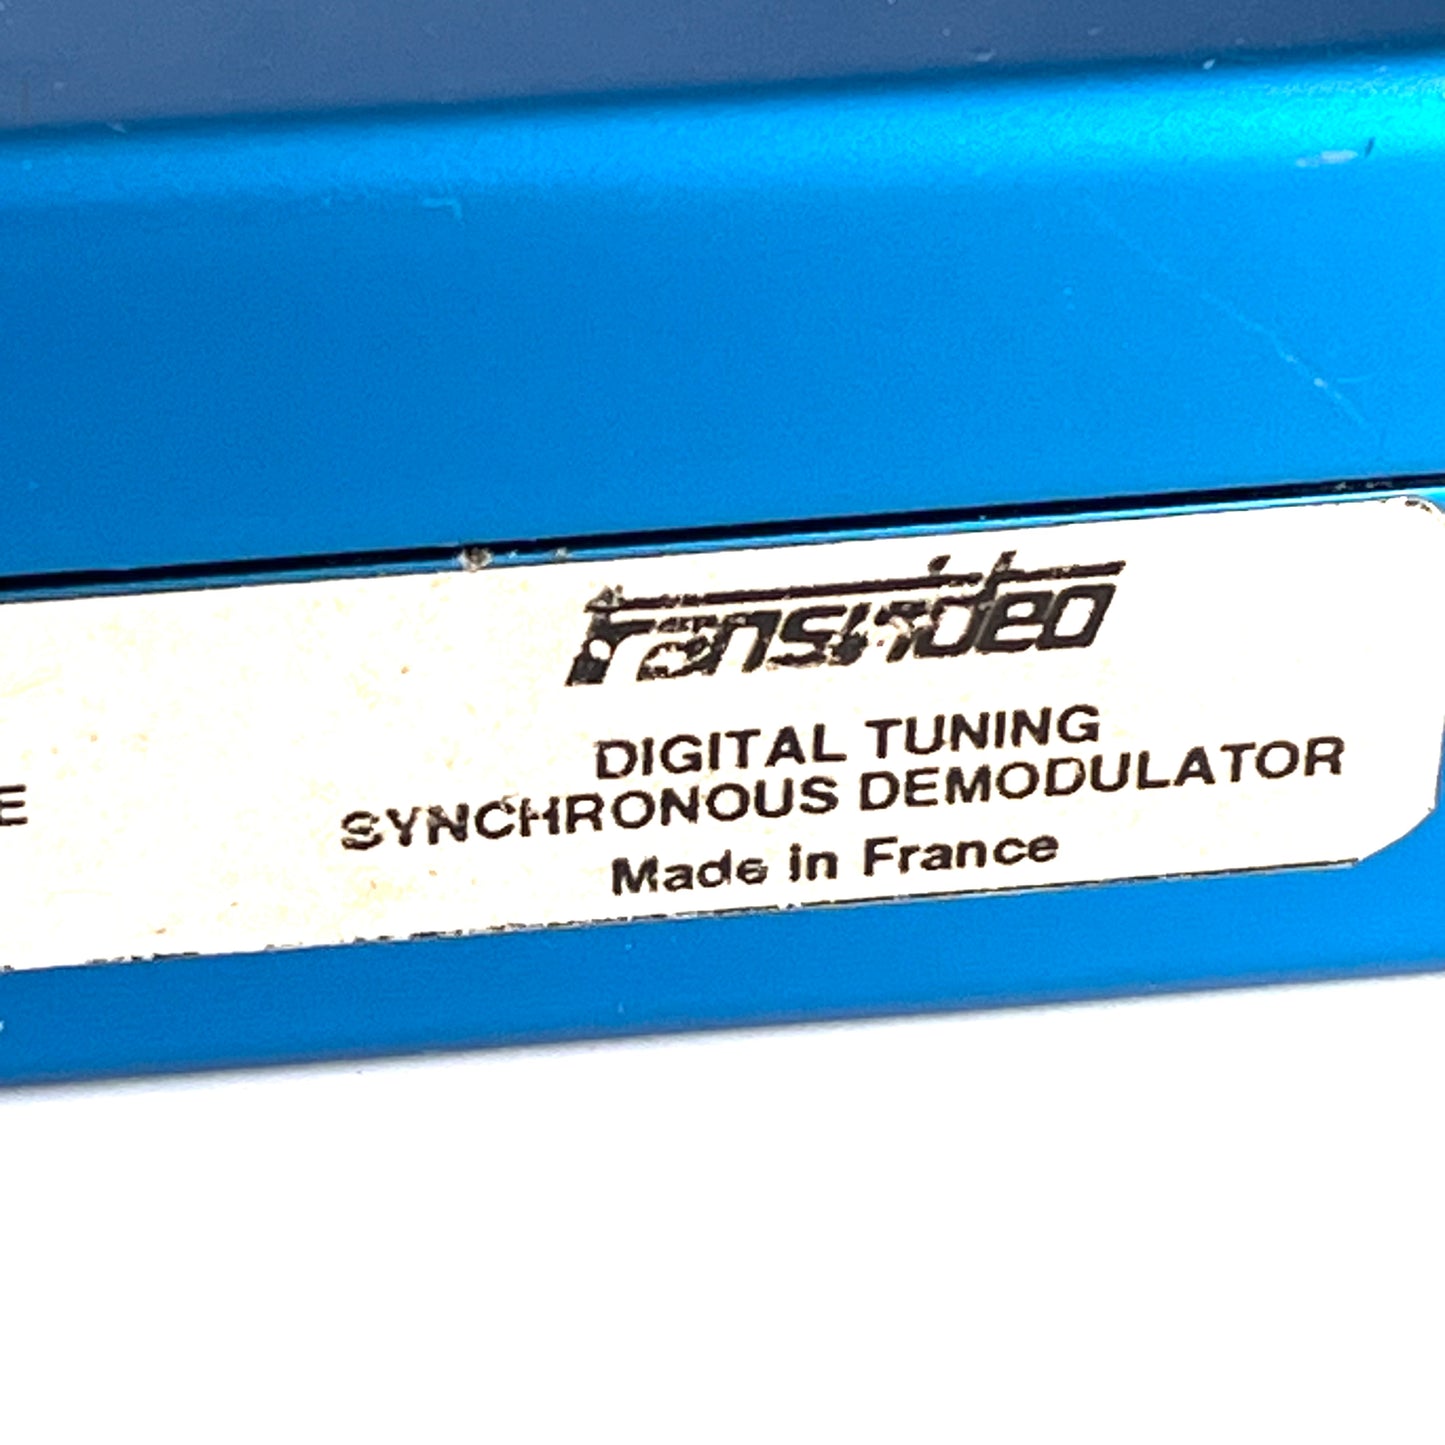 transvideo
DIGITAL TUNING
SYNCHRONOUS DEMODULATOR
Made in France